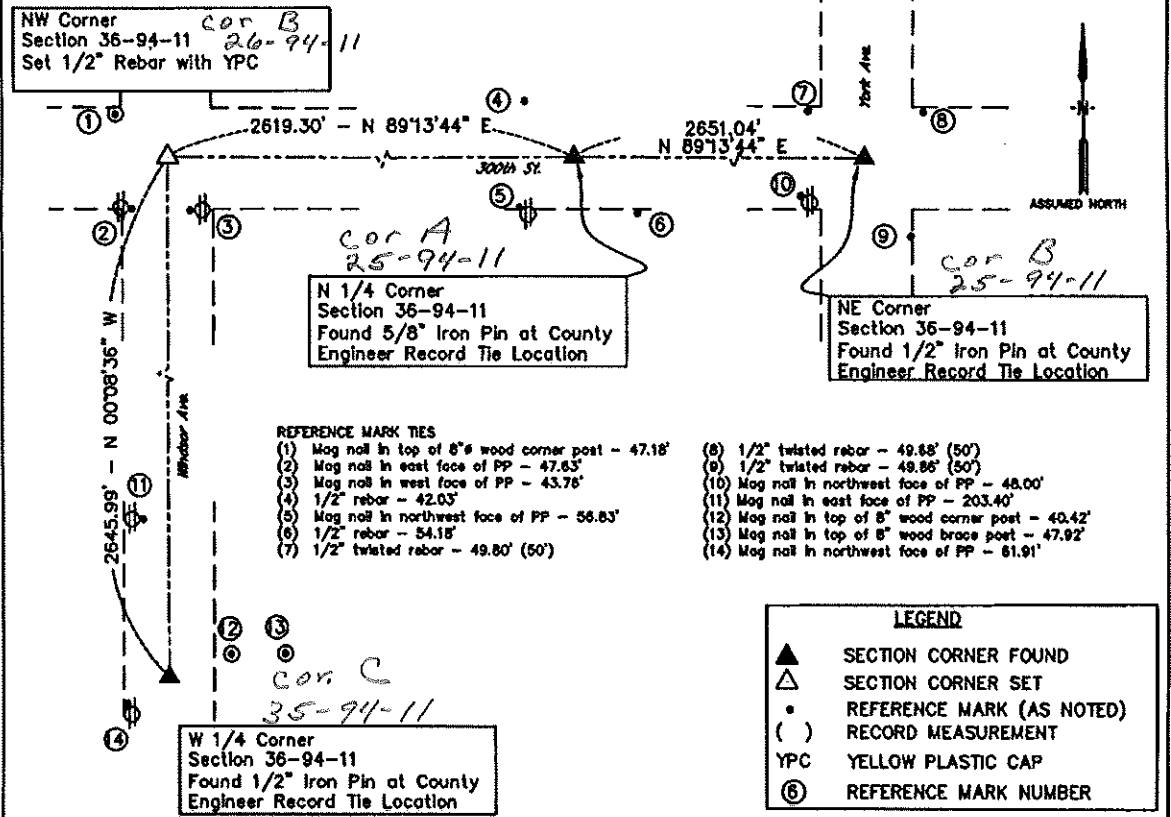 NW Corner
Section 36-94-11
Set 1/2" Rebar with YPC
cor B
26-94-11
1
4
7
8
York Ave.
N
ASSUMED NORTH
2619.30' - N 89°13'44" E
2651.04'
N 89°13'44" E
300th St.
2
3
5
6
10
9
cor A
25-94-11
N 1/4 Corner
Section 36-94-11
Found 5/8" Iron Pin at County
Engineer Record Tie Location
cor B
25-94-11
NE Corner
Section 36-94-11
Found 1/2" Iron Pin at County
Engineer Record Tie Location
2645.99' - N 00°08'36" W
Windsor Ave.
11
REFERENCE MARK TIES
(1) Mag nail in top of 8"ø wood corner post - 47.18'
(2) Mag nail in east face of PP - 47.63'
(3) Mag nail in west face of PP - 43.76'
(4) 1/2" rebar - 42.03'
(5) Mag nail in northwest face of PP - 56.83'
(6) 1/2" rebar - 54.18'
(7) 1/2" twisted rebar - 49.80' (50')
(8) 1/2" twisted rebar - 49.68' (50')
(9) 1/2" twisted rebar - 49.86' (50')
(10) Mag nail in northwest face of PP - 48.00'
(11) Mag nail in east face of PP - 203.40'
(12) Mag nail in top of 8" wood corner post - 40.42'
(13) Mag nail in top of 8" wood brace post - 47.92'
(14) Mag nail in northwest face of PP - 61.91'
12
13
14
cor. C
35-94-11
W 1/4 Corner
Section 36-94-11
Found 1/2" Iron Pin at County
Engineer Record Tie Location
LEGEND
SECTION CORNER FOUND
SECTION CORNER SET
REFERENCE MARK (AS NOTED)
( ) RECORD MEASUREMENT
YPC YELLOW PLASTIC CAP
6 REFERENCE MARK NUMBER